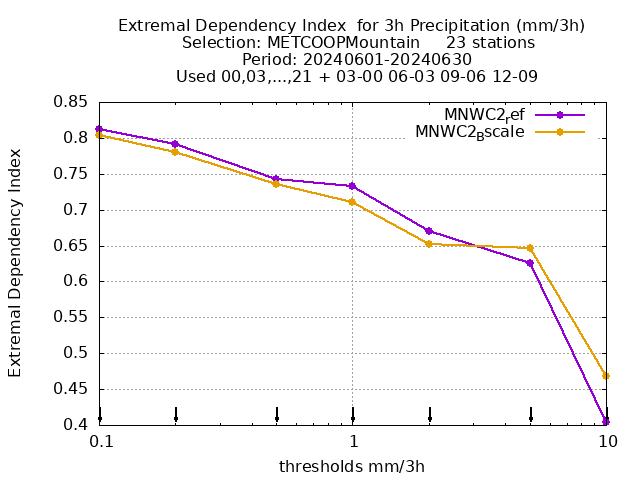 Extremal Dependency Index  for 3h Precipitation (mm/3h)
Selection: METCOOPMountain     23 stations
Period: 20240601-20240630
Used 00,03,...,21 + 03-00 06-03 09-06 12-09
0.85
0.8
0.75
0.7
0.65
0.6
0.55
0.5
0.45
0.4
MNWC2ref
MNWC2Bscale
Extremal Dependency Index
0.1
1
10
thresholds mm/3h